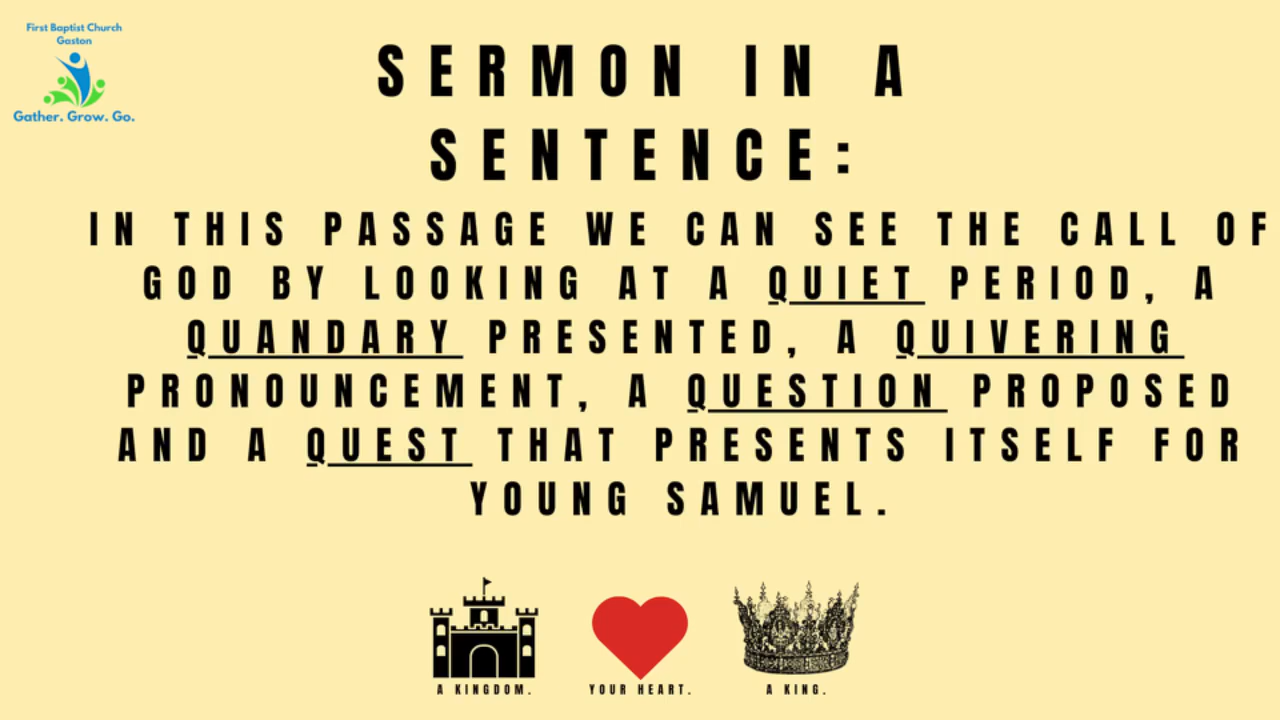 First Baptist Church
Gaston
Gather. Grow. Go.
SERMON IN A
SENTENCE:
IN THIS PASSAGE WE CAN SEE THE CALL OF
GOD BY LOOKING AT A QUIET PERIOD, A
QUANDARY PRESENTED, A QUIVERING
PRONOUNCEMENT, A QUESTION PROPOSED
AND A QUEST THAT PRESENTS ITSELF FOR
YOUNG SAMUEL.
A KINGDOM. YOUR HEART. A KING.